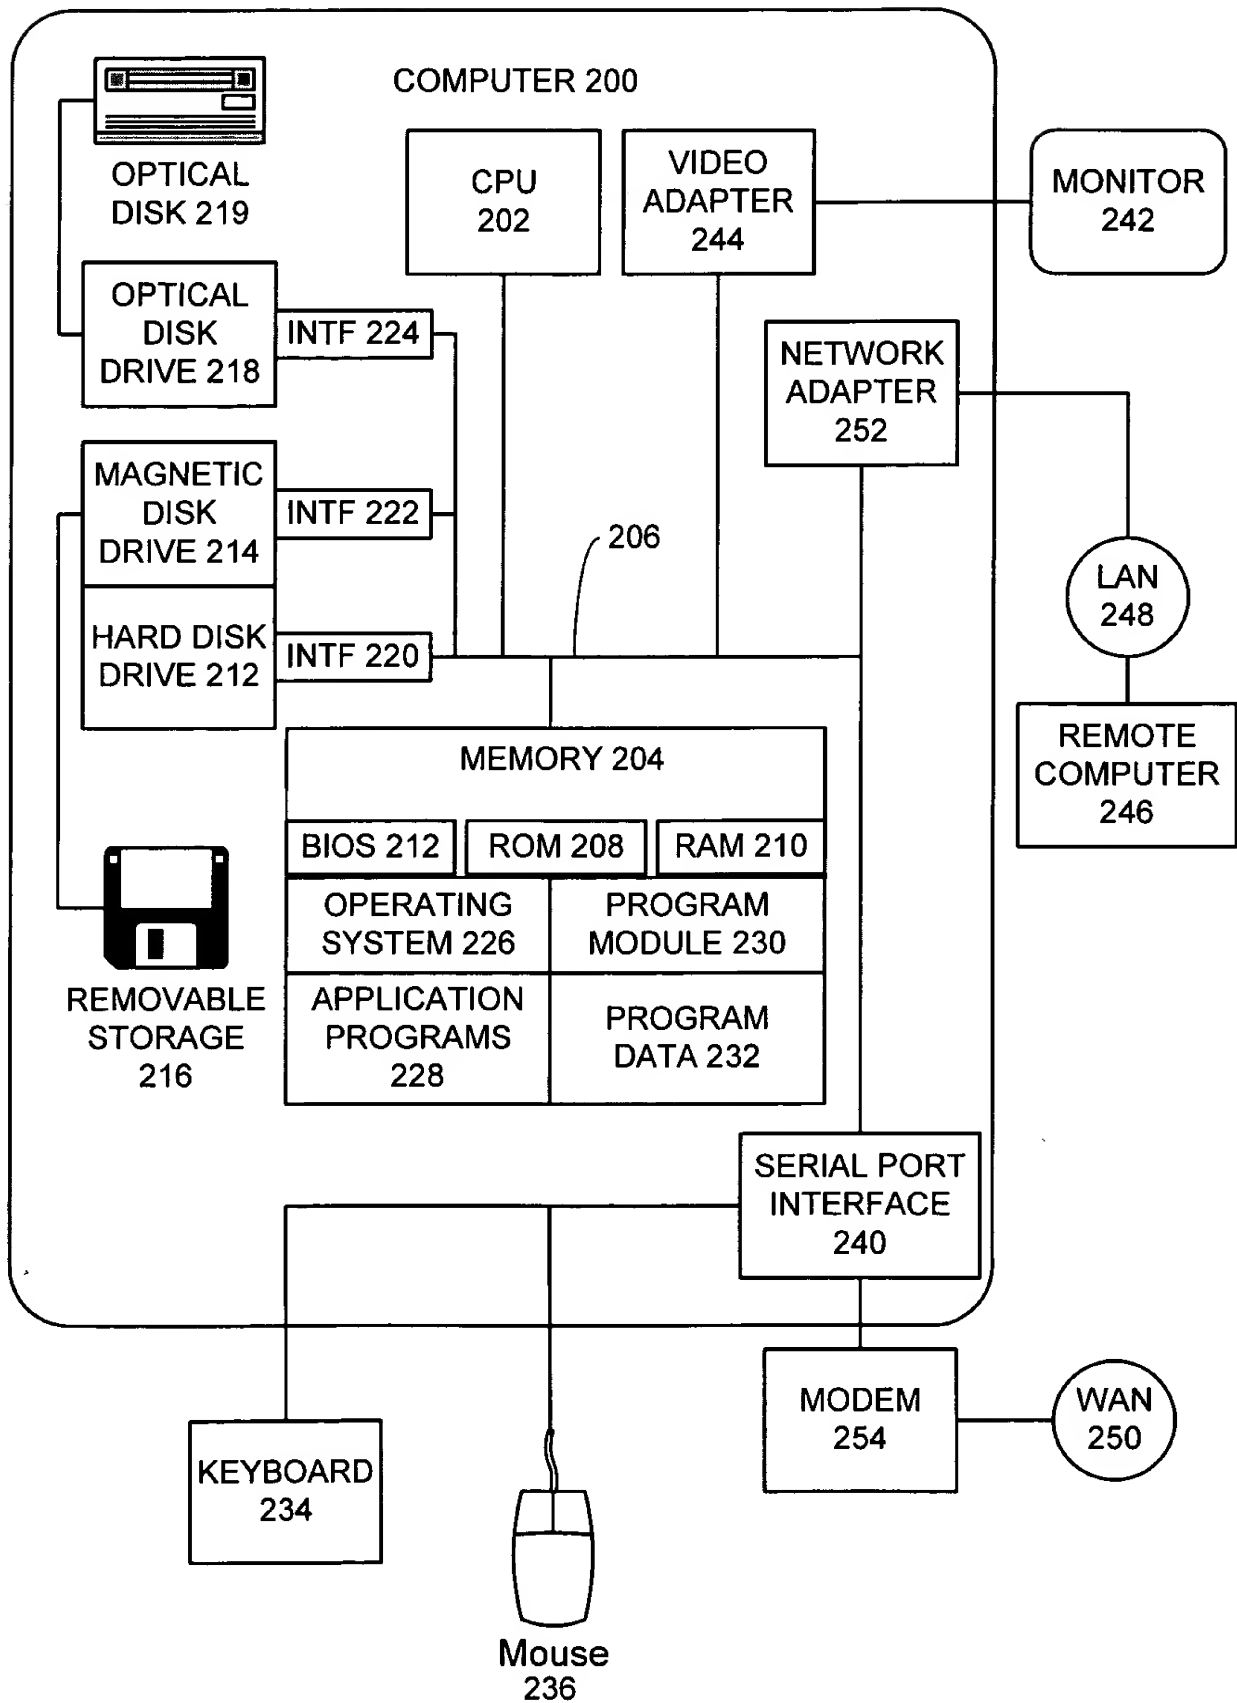 COMPUTER 200
OPTICAL
DISK 219
CPU
202
VIDEO
ADAPTER
244
MONITOR
242
OPTICAL
DISK
DRIVE 218
INTF 224
NETWORK
ADAPTER
252
MAGNETIC
DISK
DRIVE 214
INTF 222
206
LAN
248
HARD DISK
DRIVE 212
INTF 220
REMOTE
COMPUTER
246
MEMORY 204
BIOS 212
ROM 208
RAM 210
OPERATING
SYSTEM 226
PROGRAM
MODULE 230
APPLICATION
PROGRAMS
228
PROGRAM
DATA 232
REMOVABLE
STORAGE
216
SERIAL PORT
INTERFACE
240
MODEM
254
WAN
250
KEYBOARD
234
Mouse
236